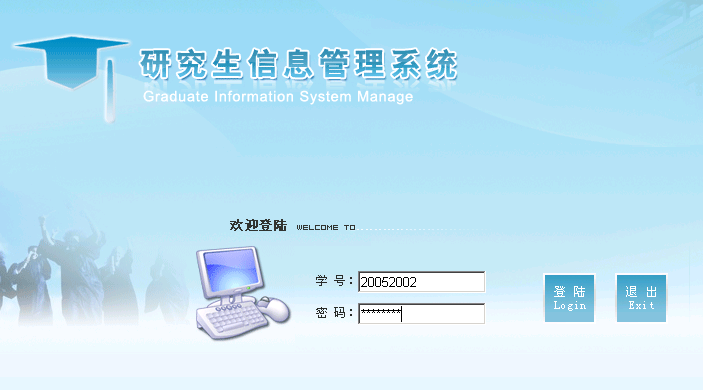 研究生信息管理系统
Graduate Information System Manage
欢迎登陆 WELCOME TO
学 号：20052002
密 码：********
登 陆
Login
退 出
Exit